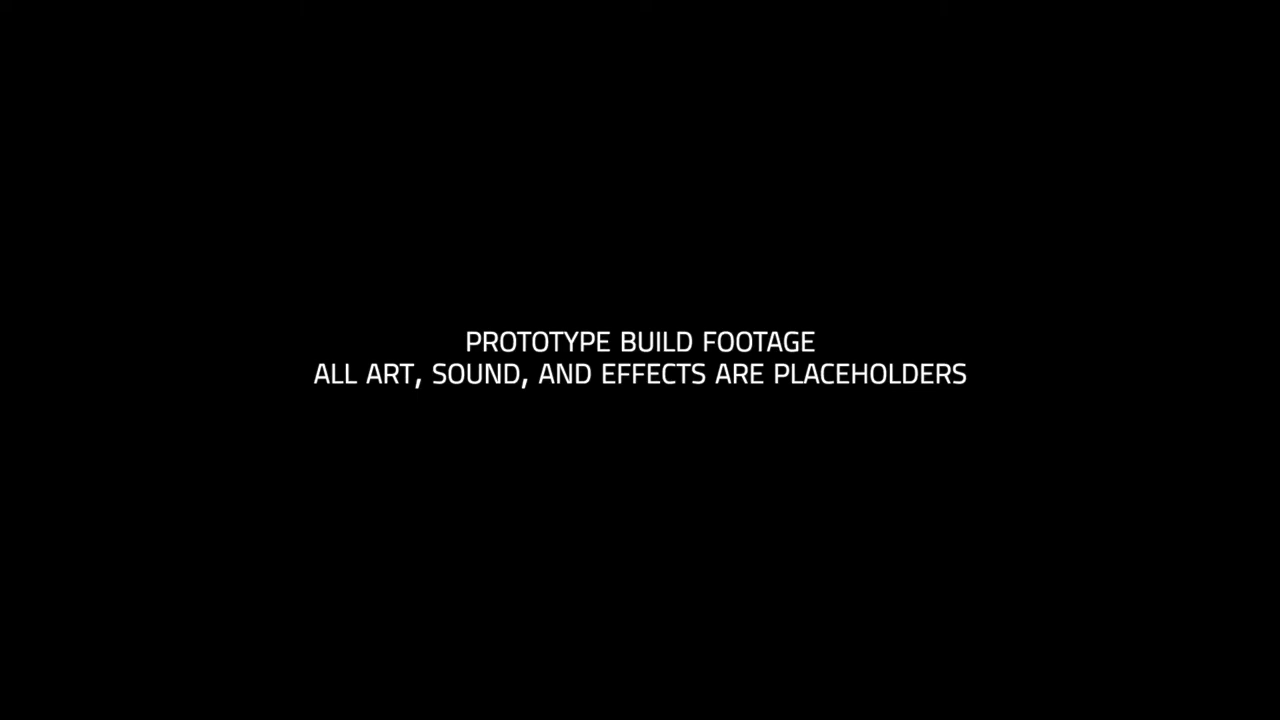 PROTOTYPE BUILD FOOTAGE
ALL ART, SOUND, AND EFFECTS ARE PLACEHOLDERS